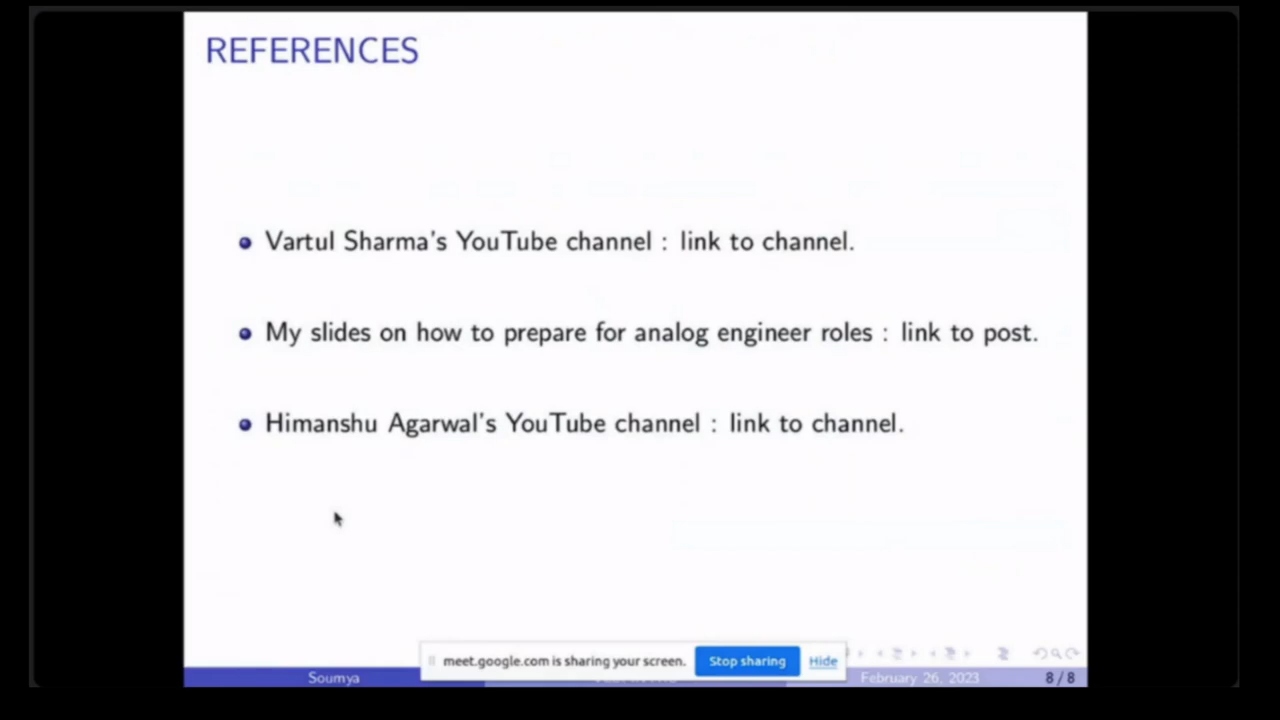 REFERENCES
Vartul Sharma's YouTube channel : link to channel.
My slides on how to prepare for analog engineer roles : link to post.
Himanshu Agarwal's YouTube channel : link to channel.
meet.google.com is sharing your screen. Stop sharing Hide
Soumya February 26, 2023 8/8